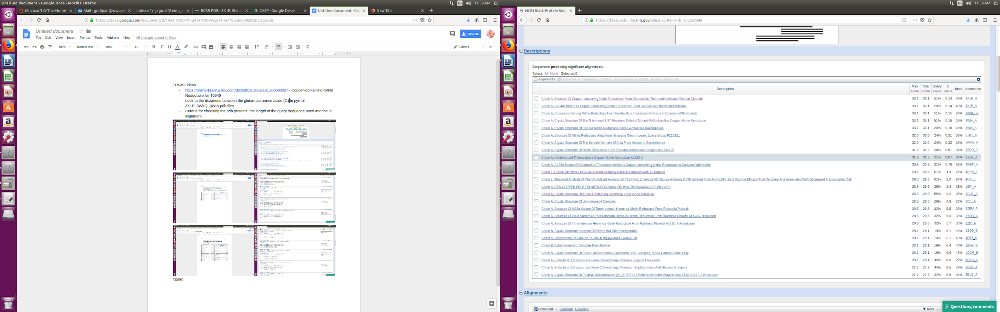 Untitled document - Google Docs - Mozilla Firefox
En 11:59 AM
Microsoft Office Home
Mail - gudipad@wwu.ed
Index of /~jagodzf/temp_s
RCSB PDB - 3X1E: Struct
CASP - Google Drive
Untitled document - Go
New Tab
https://docs.google.com/document/d/14wr_RSGxPfnqA5FYNVWeydYHm77bILhmvX62t8ti5Og/edit
Untitled document
File Edit View Insert Format Tools Add-ons Help All changes saved in Drive
SHARE
100% Normal text Arial 11 B I U A Editing
1 1 2 3 4 5 6 7
TO949- ideas
- https://onlinelibrary.wiley.com/doi/pdf/10.1002/ejic.200600087 - Copper-containing Nitrile
Reductase for T0949
- Look at the distances between the glutamate amino acids (G) in pymol
- 3X1E, 3WkQ, 3WIA pdb files
- Criteria for choosing the pdb proteins: the length of the query sequence used and the %
alignment
T0950
-
En 11:59 AM
NCBI Blast:Protein Sequ
https://blast.ncbi.nlm.nih.gov/Blast.cgi#alnHdr_953267348
Descriptions
Sequences producing significant alignments:
Select: All None Selected:0
Alignments Download GenPept Graphics Distance tree of results Multiple alignment
Description Max score Total score Query cover E value Ident Accession
Chain A, Structure Of Copper-containing Nitrite Reductase From Geobacillus Thermodenitrificans Without Chloride 33.1 33.1 51% 0.14 29% 3X1E_A
Chain A, H294m Mutant Of Copper-containing Nitrite Reductase From Geobacillus Thermodenitrificans 33.1 33.1 20% 0.14 43% 3X1F_A
Chain A, Copper-containing Nitrite Reductase From Geobacillus Thermodenitrificans In Complex With Formate 33.1 33.1 51% 0.15 29% 3WKQ_A
Chain A, Crystal Structure Of The N-terminal 1-37 Residues Deleted Mutant Of Geobacillus Copper Nitrite Reductase 33.1 33.1 51% 0.15 29% 3WIA_A
Chain A, Crystal Structure Of Copper Nitrite Reductase From Geobacillus Kaustophilus 33.1 33.1 20% 0.16 43% 3WI9_A
Chain A, Structure Of Nitrite Reductase Ania From Neisseria Gonorrhoeae, Space Group P212121 32.0 32.0 24% 0.31 38% 5TB7_A
Chain A, Crystal Structure Of The Soluble Domain Of Ania From Neisseria Gonorrhoeae 32.0 32.0 24% 0.32 38% 1KBW_A
Chain A, Crystal Structure Of Nitrite Reductase From Pseudoalteromonas Haloplanktis Tac125 31.2 31.2 24% 0.61 38% 2ZOO_A
Chain A, Nitrite-bound Thermostable Copper Nitrite Reductase At 320 K 31.2 31.2 21% 0.67 36% 3X1N_A
Chain A, C135a Mutant Of Geobacillus Thermodenitrificans Copper-containing Nitrite Reductase In Complex With Nitrite 30.8 30.8 21% 0.78 36% 3WKP_A
Chain L, Crystal Structure Of Rv144-elicited Antibody Ch58 In Complex With V2 Peptide 29.6 29.6 61% 1.9 27% 4HPO_L
Chain L, Structural Analysis Of The Unmutated Ancestor Of The Hiv-1 Envelope V2 Region Antibody Ch58 Isolated From An Rv144 Hiv-1 Vaccine Efficacy Trial Vaccinee And Associated With Decreased Transmission Risk 29.3 29.3 61% 2.0 27% 4RIR_L
Chain A, RED COPPER PROTEIN NITROSOCYANIN FROM NITROSOMONAS EUROPAEA 28.5 28.5 26% 2.4 31% 1IBY_A
Chain A, Crystal Structure Of A Zinc Containing Peptidase From Vibrio Cholerae 28.9 28.9 55% 3.2 25% 2GU1_A
Chain A, Crystal Structure Of Uvrd-dna-so4 Complex 28.5 28.5 28% 4.8 25% 2IS1_A
Chain A, Structure Of M92a Variant Of Three-domain Heme-cu Nitrite Reductase From Ralstonia Pickettii 28.5 28.5 32% 5.5 33% 3ZBM_A
Chain A, Structure Of P93a Variant Of Three-domain Heme-cu Nitrite Reductase From Ralstonia Pickettii At 1.4 A Resolution 28.5 28.5 32% 5.6 33% 2YQB_A
Chain A, Structure Of Three-domain Heme-cu Nitrite Reductase From Ralstonia Pickettii At 1.01 A Resolution 28.5 28.5 32% 5.7 33% 3ZIY_A
Chain B, Crystal Structure Analysis Of Bovine Bc1 With Azoxystrobin 28.1 28.1 19% 6.1 43% 1SQB_B
Chain O, Cytochrome Bc1 Bound To The 4(1h)-pyridone Gw844520 28.1 28.1 19% 6.1 43% 4D6T_O
Chain B, Cytochrome Bc1 Complex From Bovine 28.1 28.1 19% 6.4 43% 1BGY_B
Chain B, Crystal Structure Of Bovine Mitochondrial Cytochrome Bc1 Complex, Alpha Carbon Atoms Only 28.1 28.1 19% 6.6 43% 1QCR_B
Chain A, Endo-beta-1,2-glucanase From Chitinophaga Pinensis - Ligand Free Form 28.1 28.1 44% 8.0 29% 5GZH_A
Chain A, Endo-beta-1,2-glucanase From Chitinophaga Pinensis - Sophorotriose And Glucose Complex 27.7 27.7 44% 8.5 29% 5GZK_A
Chain A, Crystal Structure Of Putative Glucoamylase (yp_210071.1) From Bacteroides Fragilis Nctc 9343 At 2.12 A Resolution 27.7 27.7 32% 9.8 34% 3EU8_A
Alignments
Download GenPept Graphics Next
Questions/comments